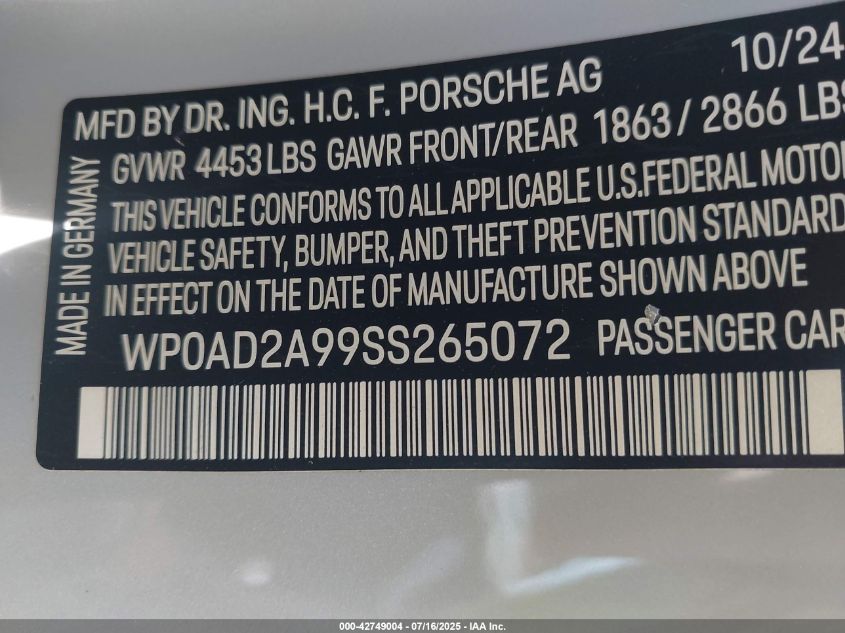 10/24
MFD BY DR. ING. H.C. F. PORSCHE AG
GVWR 4453 LBS GAWR FRONT/REAR 1863 / 2866 LBS
THIS VEHICLE CONFORMS TO ALL APPLICABLE U.S.FEDERAL MOTOR
VEHICLE SAFETY, BUMPER, AND THEFT PREVENTION STANDARD
IN EFFECT ON THE DATE OF MANUFACTURE SHOWN ABOVE
WP0AD2A99SS265072 PASSENGER CAR
MADE IN GERMANY
000-42749004 - 07/16/2025 - IAA Inc.